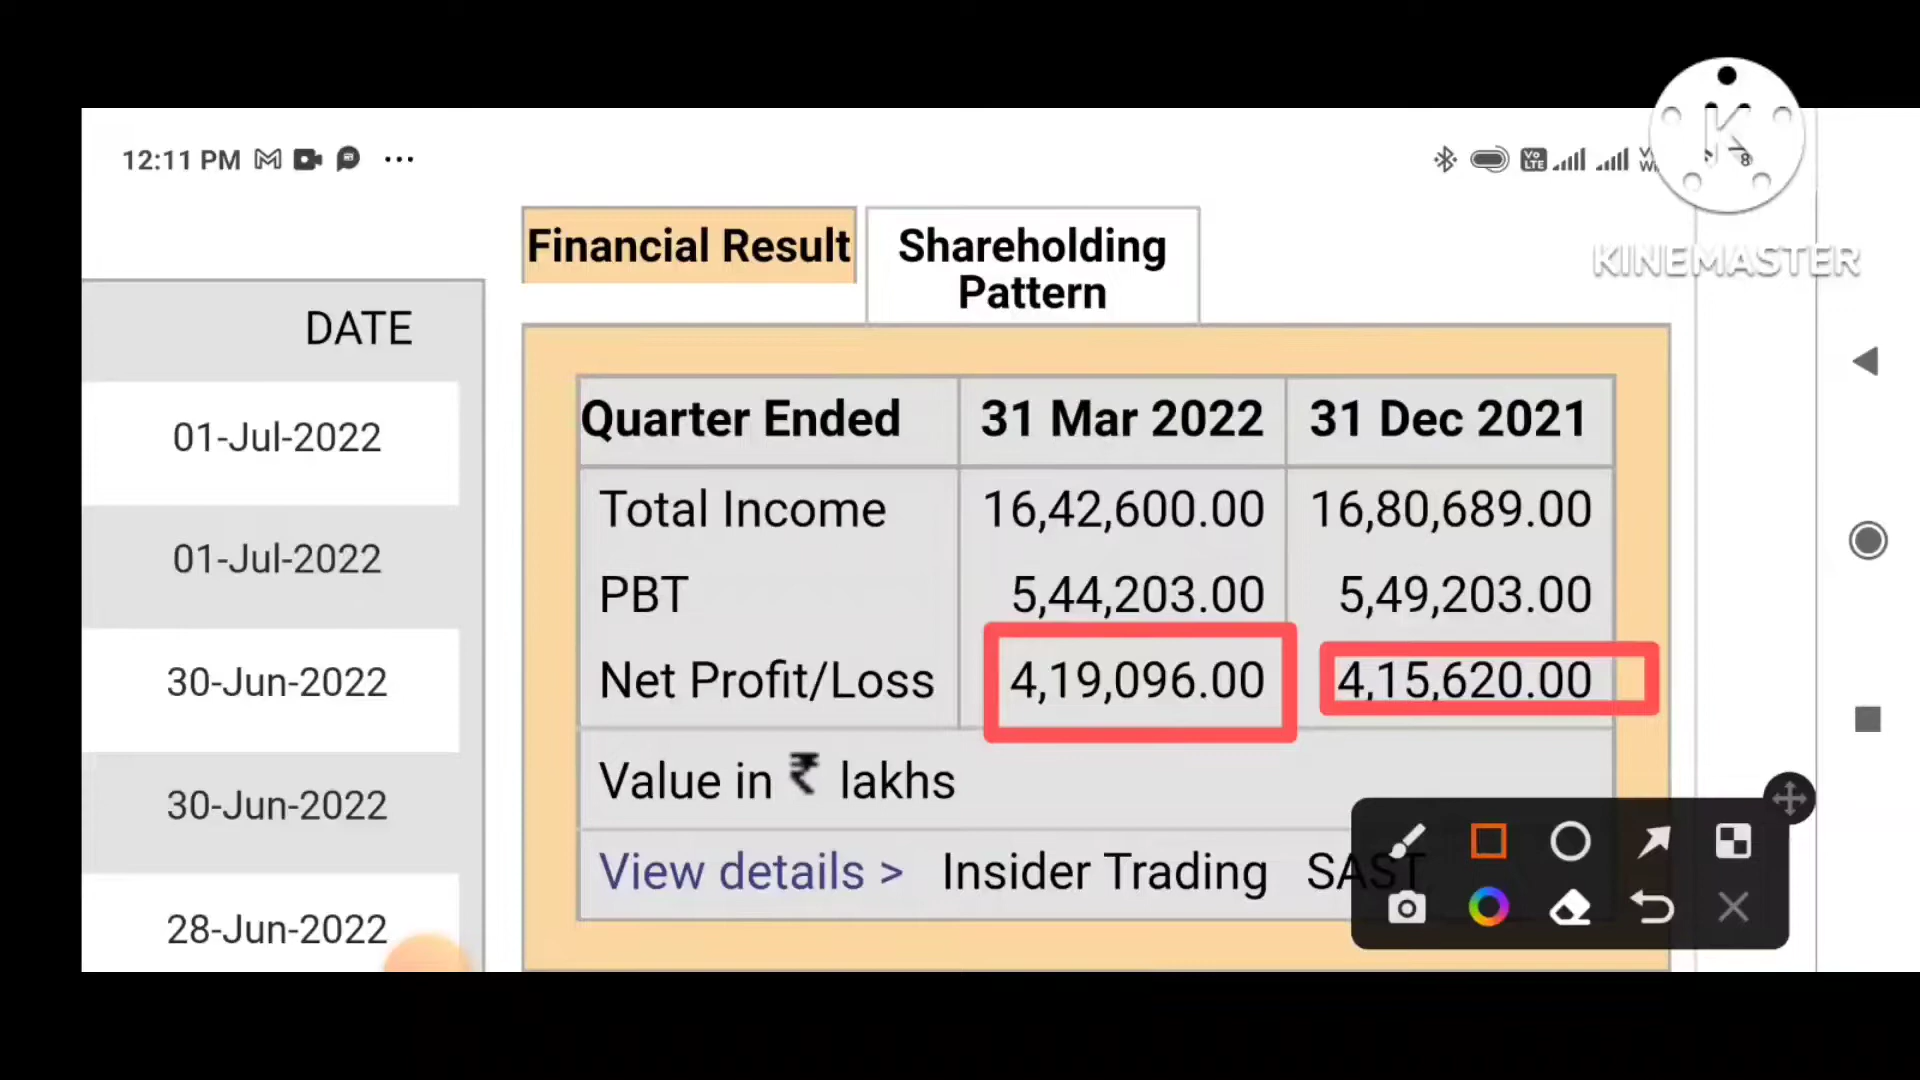 12:11 PM
KINEMASTER
Financial Result
Shareholding
Pattern
DATE
01-Jul-2022
01-Jul-2022
30-Jun-2022
30-Jun-2022
28-Jun-2022
Quarter Ended 31 Mar 2022 31 Dec 2021
Total Income 16,42,600.00 16,80,689.00
PBT 5,44,203.00 5,49,203.00
Net Profit/Loss 4,19,096.00 4,15,620.00
Value in ₹ lakhs
View details > Insider Trading SAST